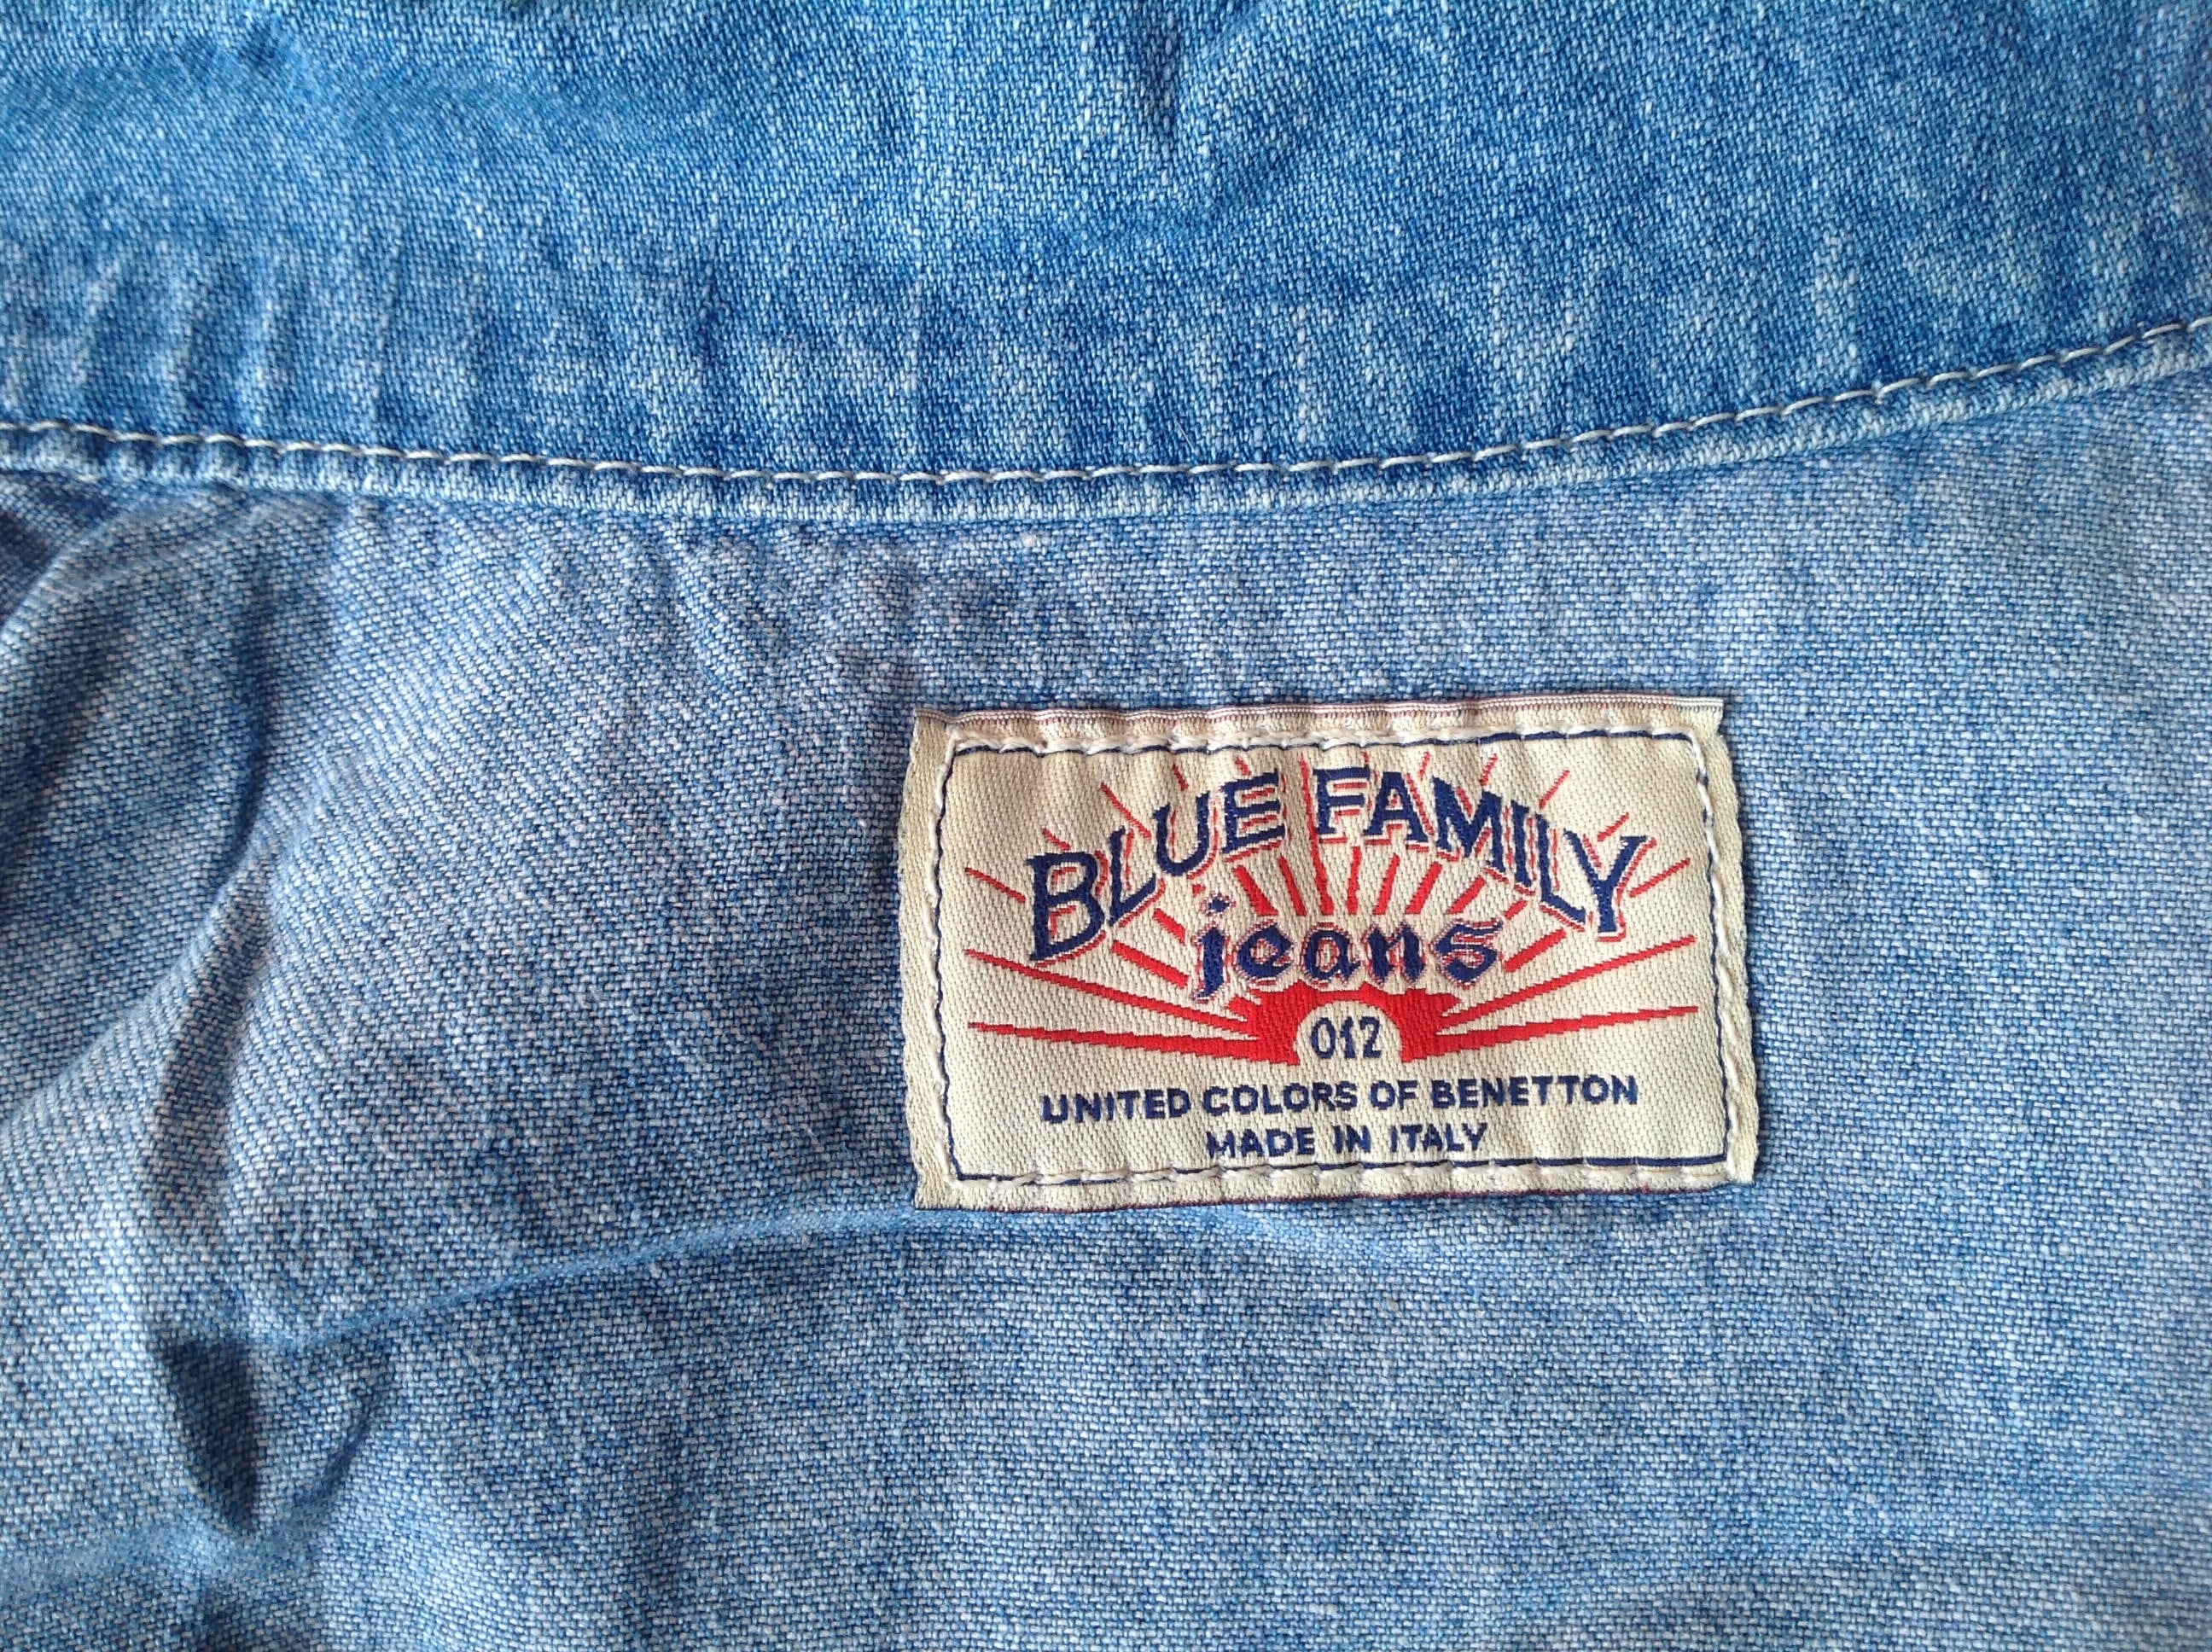 BLUE FAMILY
jeans
012
UNITED COLORS OF BENETTON
MADE IN ITALY